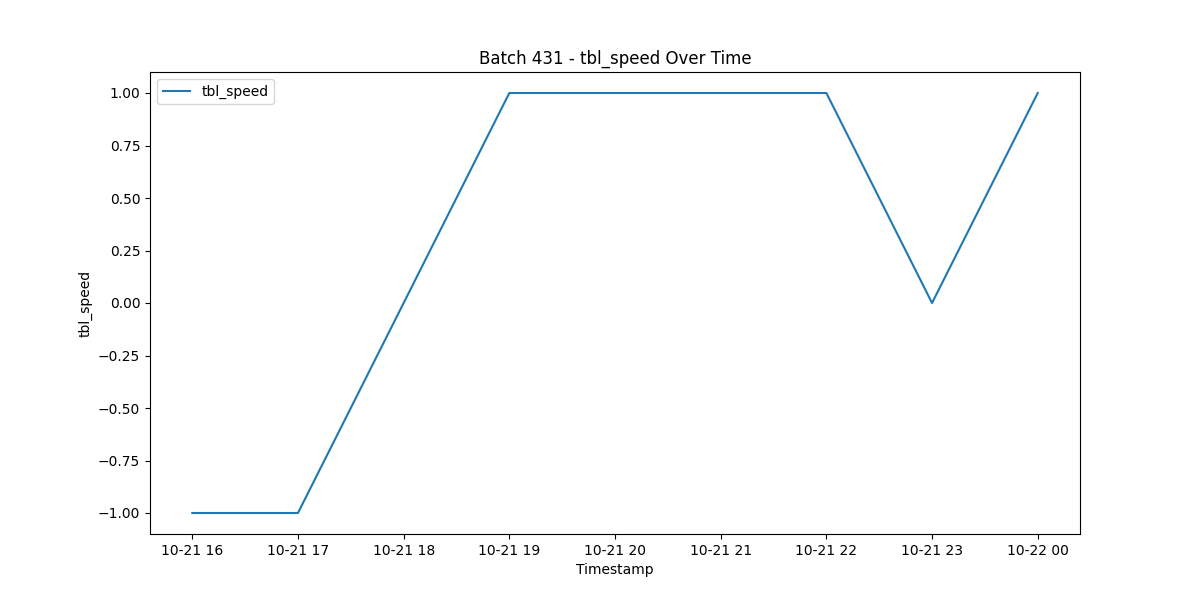 Batch 431 - tbl_speed Over Time
tbl_speed
1.00
0.75
0.50
0.25
0.00
−0.25
−0.50
−0.75
−1.00
tbl_speed
10-21 16 10-21 17 10-21 18 10-21 19 10-21 20 10-21 21 10-21 22 10-21 23 10-22 00
Timestamp